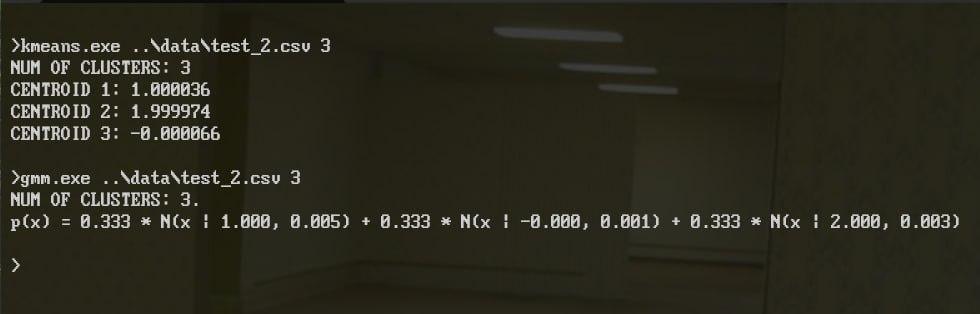 >kmeans.exe ..\data\test_2.csv 3
NUM OF CLUSTERS: 3
CENTROID 1: 1.000036
CENTROID 2: 1.999974
CENTROID 3: -0.000066
>gmm.exe ..\data\test_2.csv 3
NUM OF CLUSTERS: 3.
p(x) = 0.333 * N(x ¦ 1.000, 0.005) + 0.333 * N(x ¦ -0.000, 0.001) + 0.333 * N(x ¦ 2.000, 0.003)
>